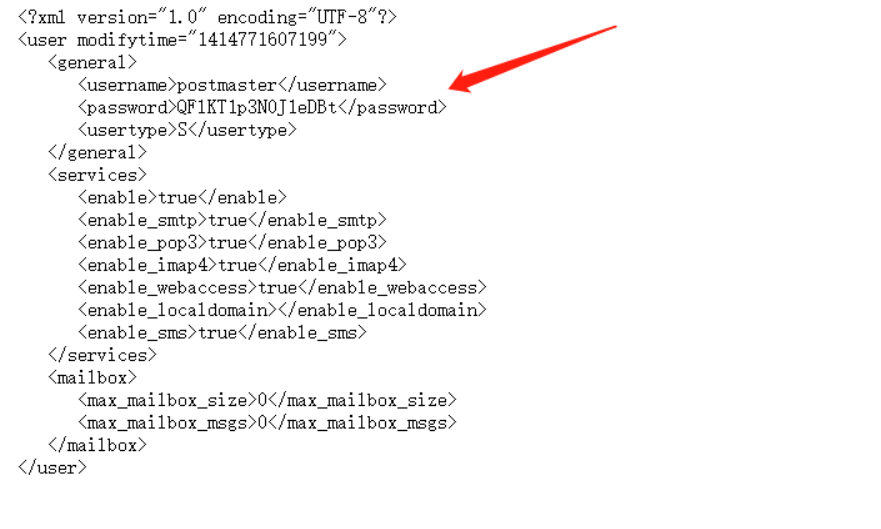 <?xml version="1.0" encoding="UTF-8"?>
<user modifytime="1414771607199">
<general>
<username>postmaster</username>
<password>QF1KT1p3N0J1eDBt</password>
<usertype>S</usertype>
</general>
<services>
<enable>true</enable>
<enable_smtp>true</enable_smtp>
<enable_pop3>true</enable_pop3>
<enable_imap4>true</enable_imap4>
<enable_webaccess>true</enable_webaccess>
<enable_localdomain></enable_localdomain>
<enable_sms>true</enable_sms>
</services>
<mailbox>
<max_mailbox_size>0</max_mailbox_size>
<max_mailbox_msgs>0</max_mailbox_msgs>
</mailbox>
</user>